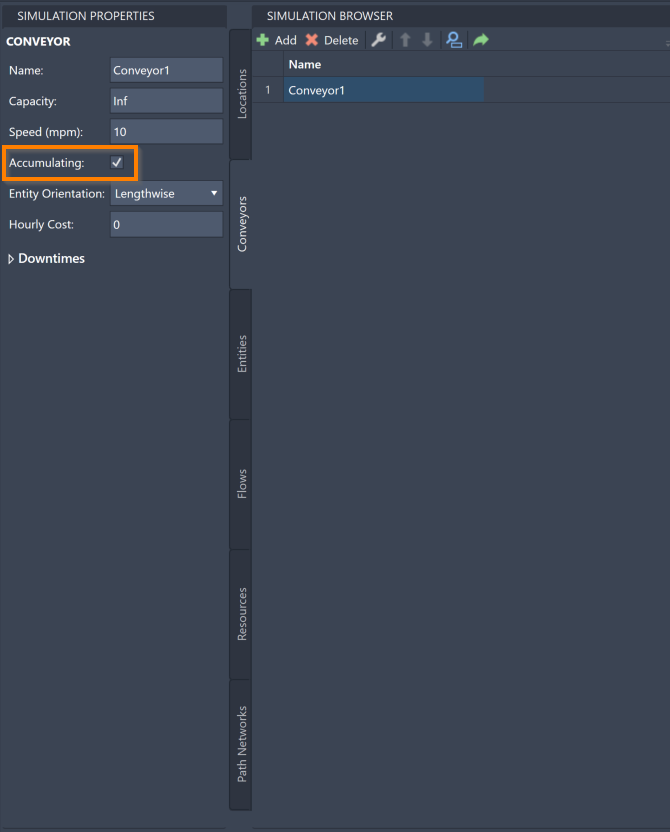 SIMULATION PROPERTIES
CONVEYOR
Name: Conveyor1
Capacity: Inf
Speed (mpm): 10
Accumulating:
Entity Orientation: Lengthwise
Hourly Cost: 0
Downtimes
Locations
Conveyors
Entities
Flows
Resources
Path Networks
SIMULATION BROWSER
Add Delete
Name
1 Conveyor1